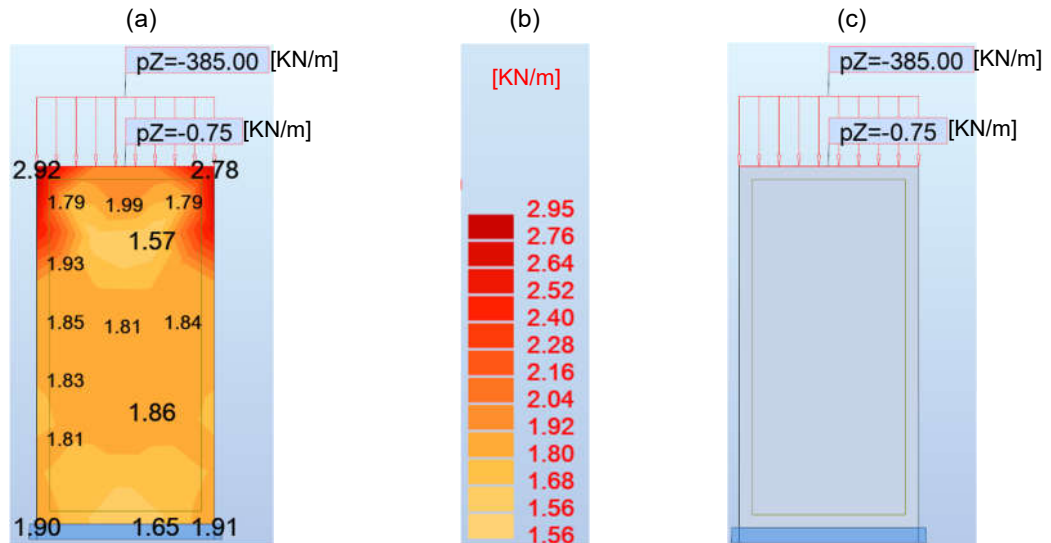 (a)
pZ=-385.00 [KN/m]
pZ=-0.75 [KN/m]
2.92 2.78
1.79 1.99 1.79
1.57
1.93
1.85 1.81 1.84
1.83
1.86
1.81
1.90 1.65 1.91
(b)
[KN/m]
2.95
2.76
2.64
2.52
2.40
2.28
2.16
2.04
1.92
1.80
1.68
1.56
1.56
(c)
pZ=-385.00 [KN/m]
pZ=-0.75 [KN/m]